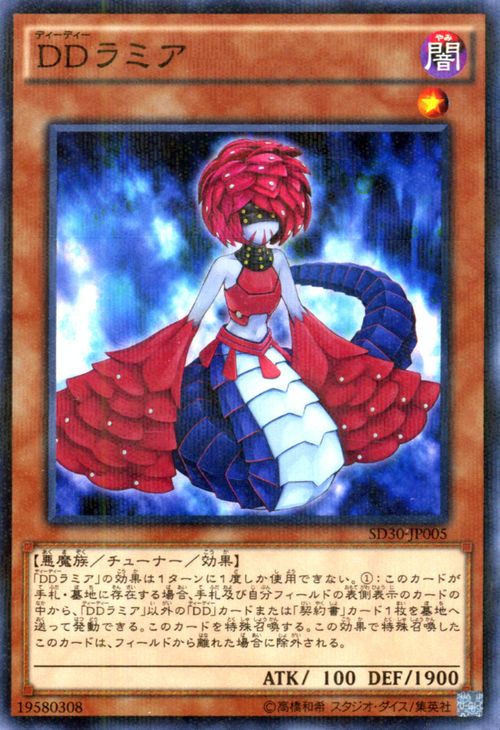 ディーディー
DDラミア
やみ
闇
SD30-JP005
【悪魔族／チューナー／効果】
「DDラミア」の効果は1ターンに1度しか使用できない。①：このカードが
手札・墓地に存在する場合、手札及び自分フィールドの表側表示のカードの
中から、「DDラミア」以外の「DD」カードまたは「契約書」カード1枚を墓地へ
送って発動できる。このカードを特殊召喚する。この効果で特殊召喚した
このカードは、フィールドから離れた場合に除外される。
ATK/ 100 DEF/1900
19580308
©高橋和希 スタジオ・ダイス/集英社